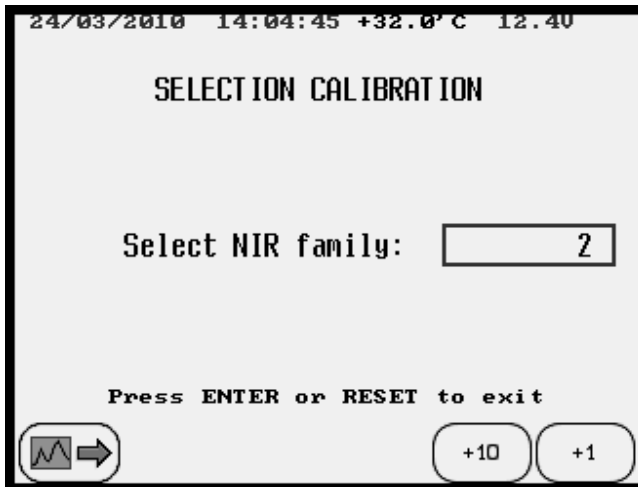 24/03/2010 14:04:45 +32.0'C 12.4V
SELECTION CALIBRATION
Select NIR family: 2
Press ENTER or RESET to exit
+10 +1